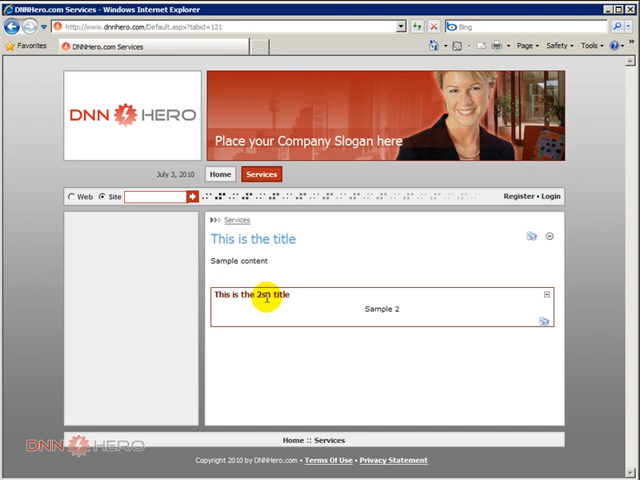 DNNHero.com Services - Windows Internet Explorer
http://www.dnnhero.com/Default.aspx?tabid=121
Bing
Favorites
DNNHero.com Services
Page
Safety
Tools
DNN HERO
Place your Company Slogan here
July 3, 2010
Home
Services
Web
Site
Register • Login
Services
This is the title
Sample content
This is the 2sn title
Sample 2
DNN HERO
Home :: Services
Copyright 2010 by DNNHero.com • Terms Of Use • Privacy Statement